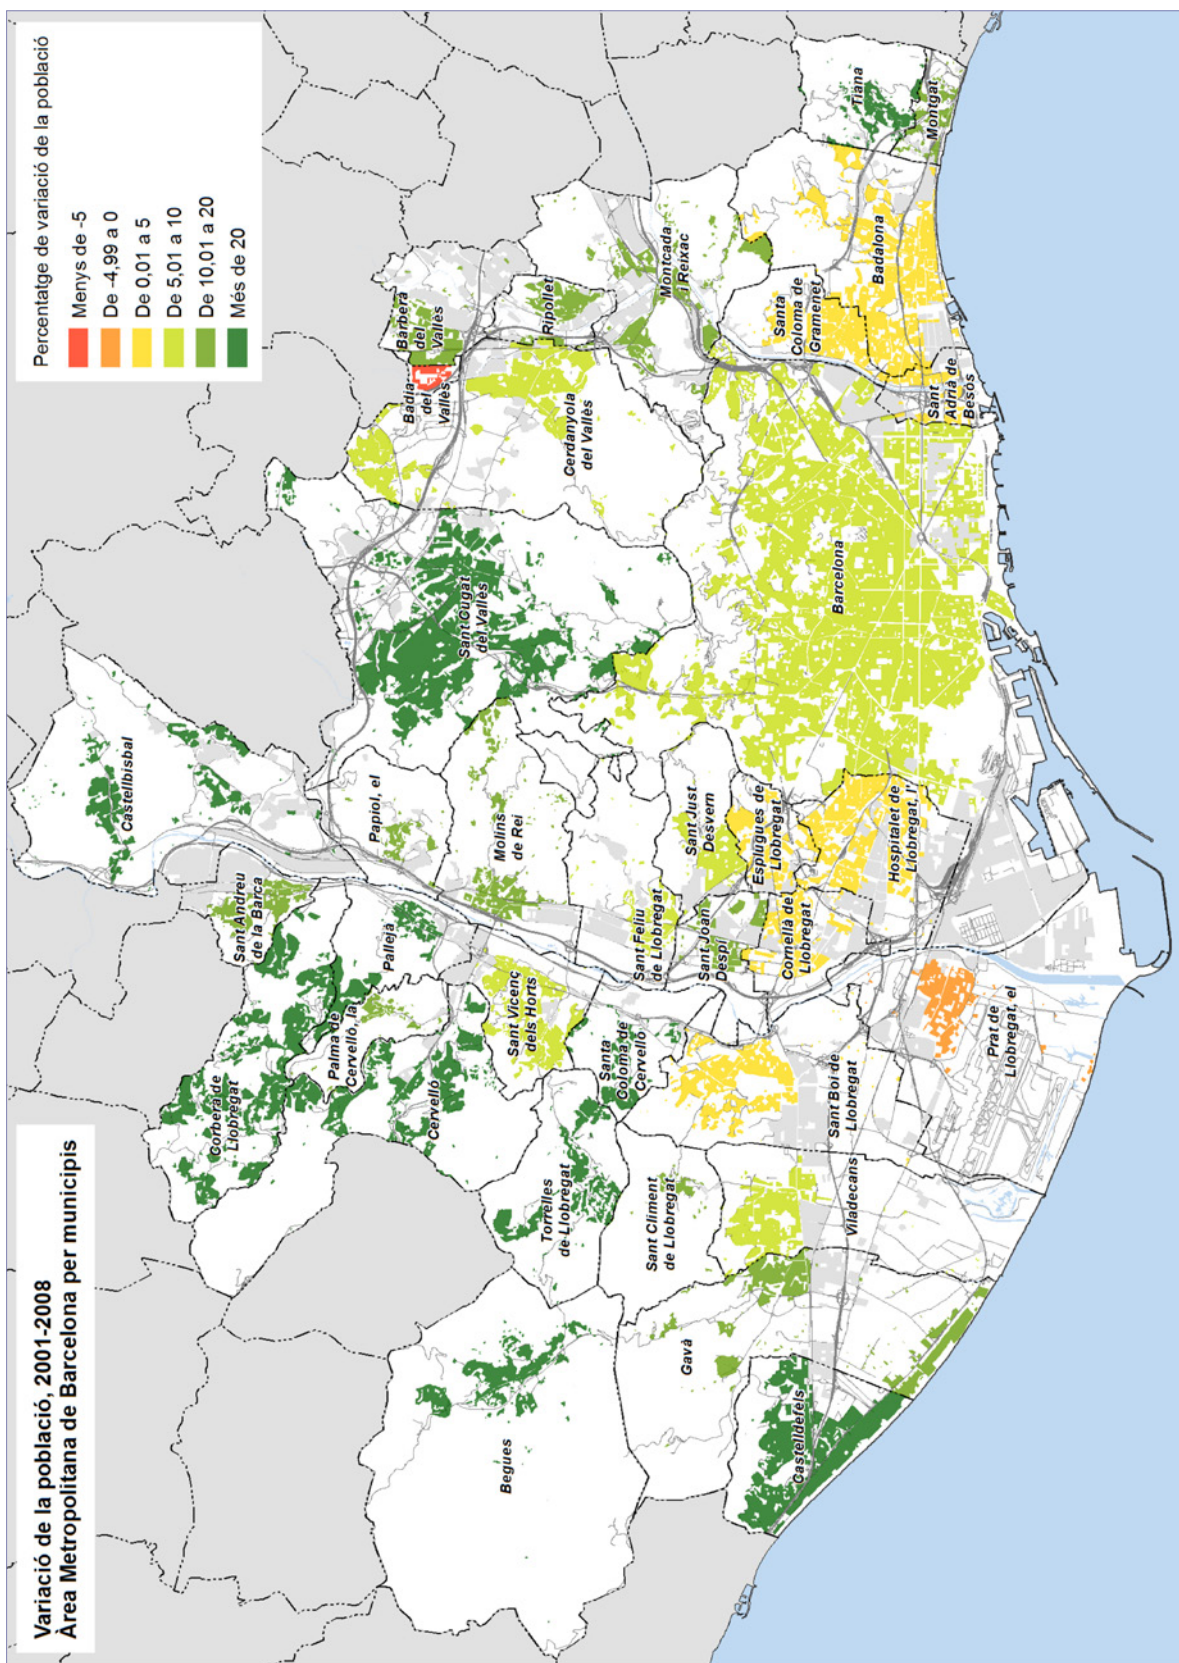 Variació de la població, 2001-2008
Àrea Metropolitana de Barcelona per municipis
Percentatge de variació de la població
Menys de -5
De -4,99 a 0
De 0,01 a 5
De 5,01 a 10
De 10,01 a 20
Més de 20
Castellbisbal
Sant Andreu
de la Barca
Corbera de
Llobregat
Palma de
Cervelló, la
Pallejà
Papiol, el
Cervelló
Sant Vicenç
dels Horts
Molins
de Rei
Sant Cugat
del Vallès
Badia
del
Vallès
Barberà
del
Vallès
Ripollet
Cerdanyola
del Vallès
Montcada
i Reixac
Begues
Torrelles
de Llobregat
Santa
Coloma de
Cervelló
Sant Feliu
de Llobregat
Sant Just
Desvern
Sant Climent
de Llobregat
Sant Joan
Despí
Esplugues de
Llobregat
Cornellà de
Llobregat
Hospitalet de
Llobregat, l'
Barcelona
Santa
Coloma de
Gramenet
Badalona
Tiana
Montgat
Sant
Adrià de
Besòs
Gavà
Castelldefels
Viladecans
Sant Boi de
Llobregat
Prat de
Llobregat, el